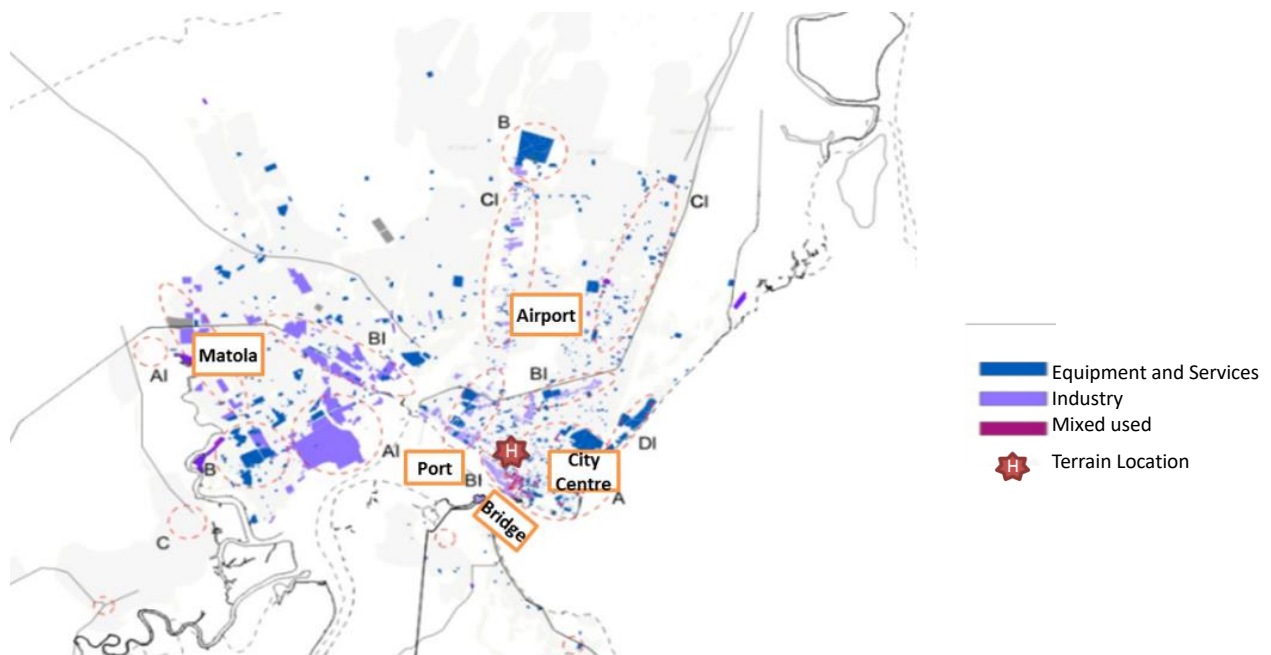 B
CI
CI
Airport
BI
Matola
AI
BI
DI
AI
H
Port
City
Centre
BI
A
B
Bridge
C
Equipment and Services
Industry
Mixed used
H
Terrain Location